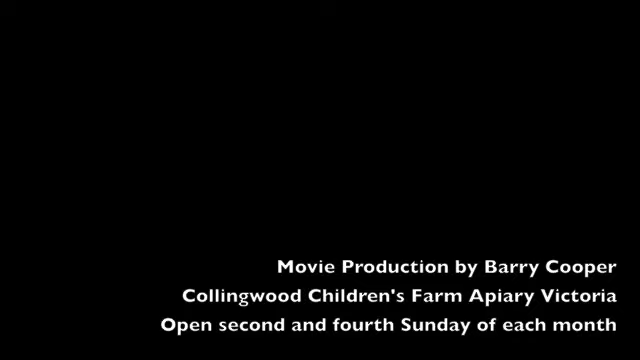 Movie Production by Barry Cooper
Collingwood Children's Farm Apiary Victoria
Open second and fourth Sunday of each month